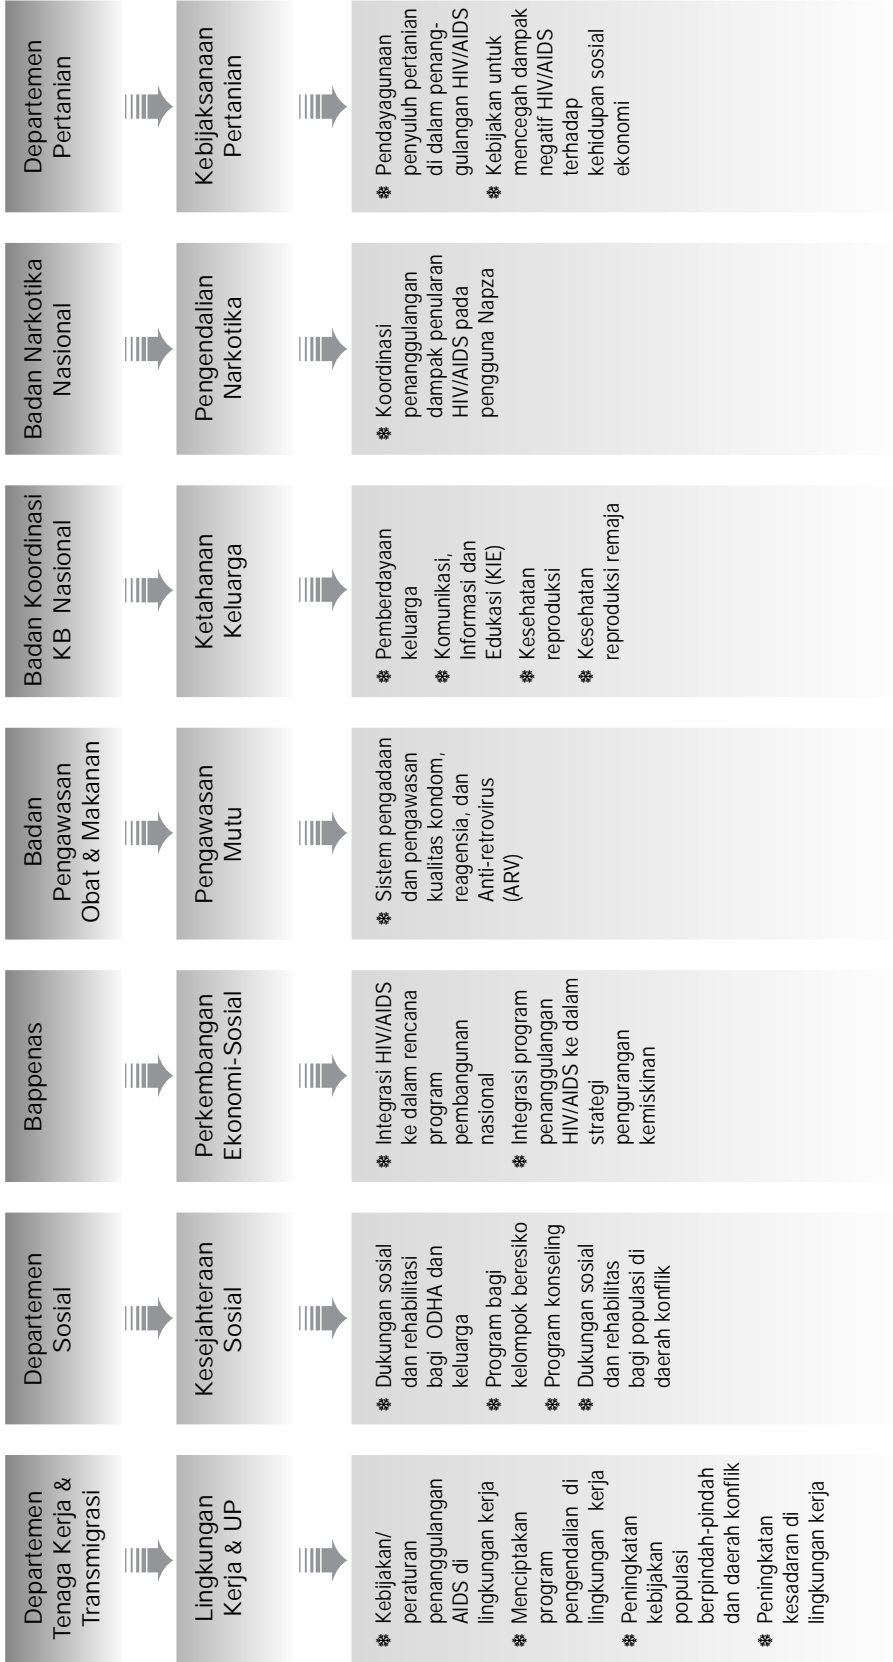 Departemen
Tenaga Kerja &
Transmigrasi
Lingkungan
Kerja & UP
❄ Kebijakan/
peraturan
penanggulangan
AIDS di
lingkungan kerja
❄ Menciptakan
program
pengendalian di
lingkungan kerja
❄ Peningkatan
kebijakan
populasi
berpindah-pindah
dan daerah konflik
❄ Peningkatan
kesadaran di
lingkungan kerja
Departemen
Sosial
Kesejahteraan
Sosial
❄ Dukungan sosial
dan rehabilitasi
bagi ODHA dan
keluarga
❄ Program bagi
kelompok beresiko
❄ Program konseling
❄ Dukungan sosial
dan rehabilitas
bagi populasi di
daerah konflik
Bappenas
Perkembangan
Ekonomi-Sosial
❄ Integrasi HIV/AIDS
ke dalam rencana
program
pembangunan
nasional
❄ Integrasi program
penanggulangan
HIV/AIDS ke dalam
strategi
pengurangan
kemiskinan
Badan
Pengawasan
Obat & Makanan
Pengawasan
Mutu
❄ Sistem pengadaan
dan pengawasan
kualitas kondom,
reagensia, dan
Anti-retrovirus
(ARV)
Badan Koordinasi
KB Nasional
Ketahanan
Keluarga
❄ Pemberdayaan
keluarga
❄ Komunikasi,
Informasi dan
Edukasi (KIE)
❄ Kesehatan
reproduksi
❄ Kesehatan
reproduksi remaja
Badan Narkotika
Nasional
Pengendalian
Narkotika
❄ Koordinasi
penanggulangan
dampak penularan
HIV/AIDS pada
pengguna Napza
Departemen
Pertanian
Kebijaksanaan
Pertanian
❄ Pendayagunaan
penyuluh pertanian
di dalam penang-
gulangan HIV/AIDS
❄ Kebijakan untuk
mencegah dampak
negatif HIV/AIDS
terhadap
kehidupan sosial
ekonomi